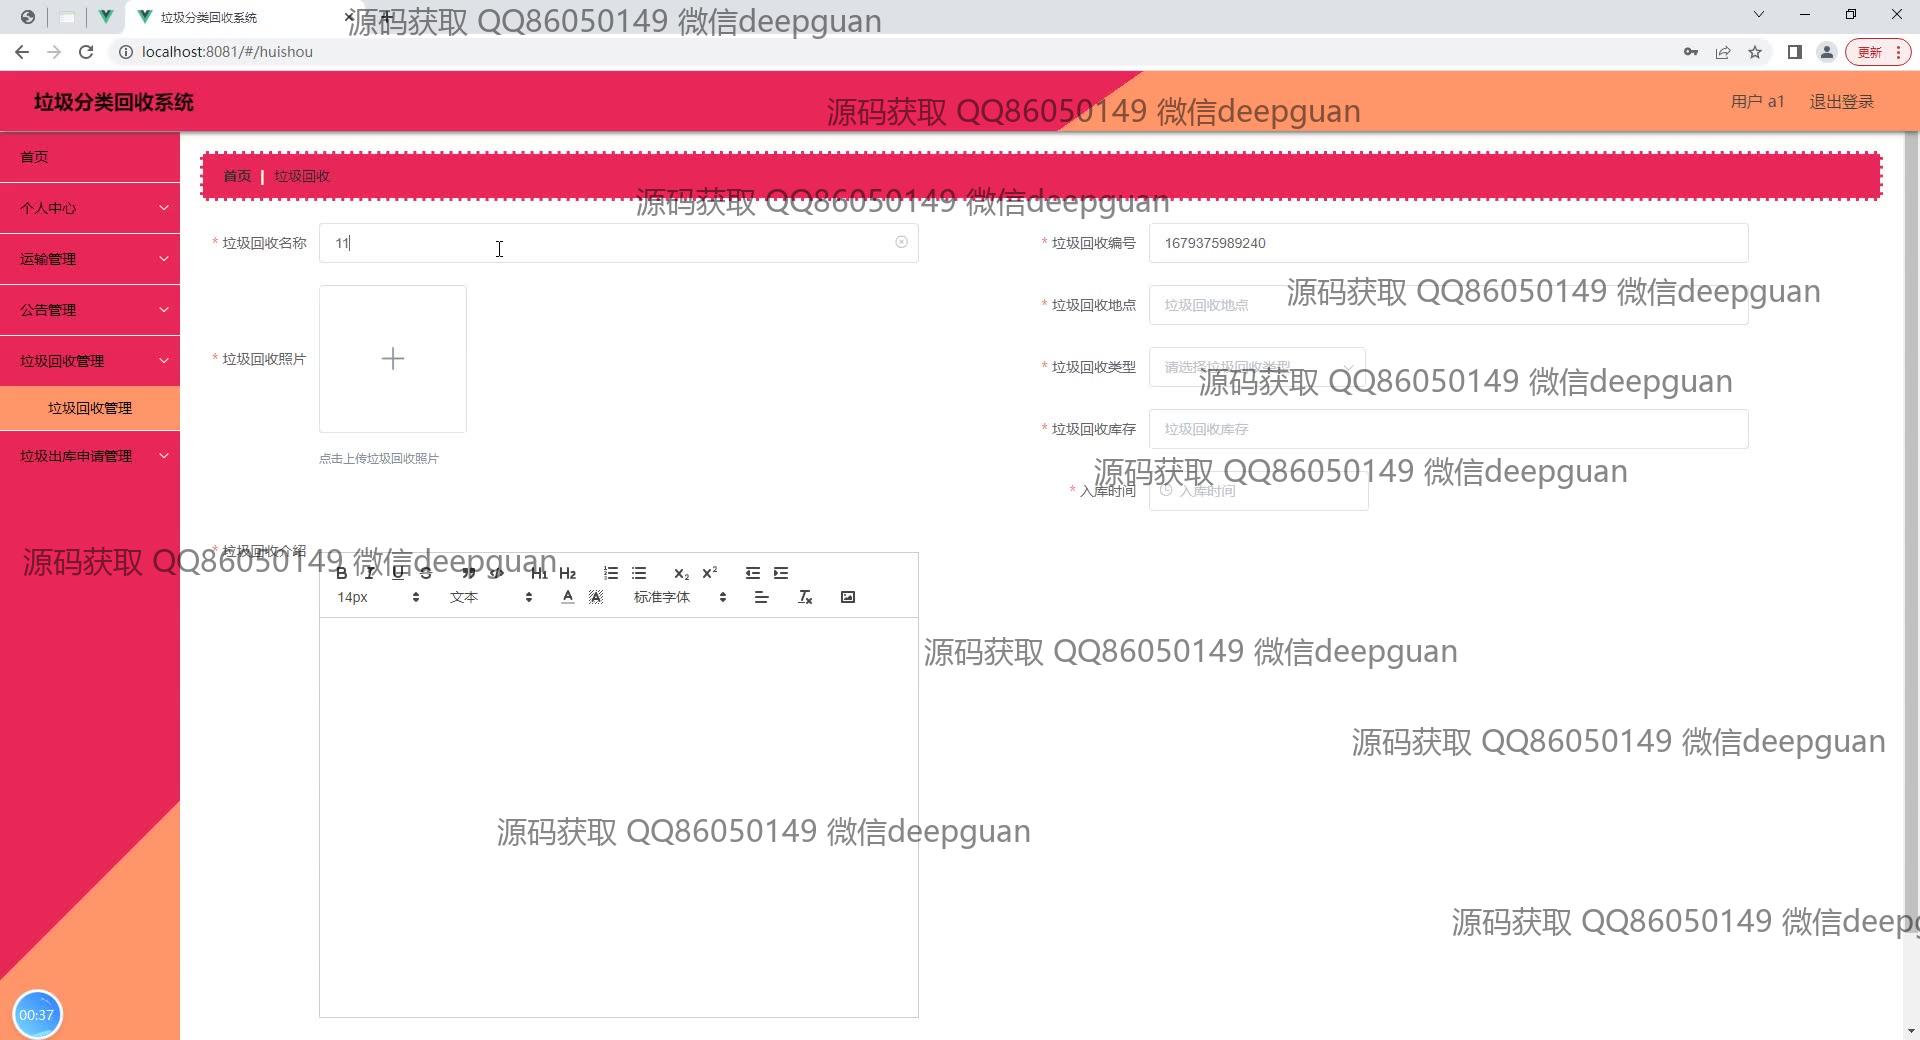 垃圾分类回收系统
源码获取 QQ86050149 微信deepguan
localhost:8081/#/huishou
更新
垃圾分类回收系统
源码获取 QQ86050149 微信deepguan
用户 a1
退出登录
首页
首页 | 垃圾回收
个人中心
源码获取 QQ86050149 微信deepguan
* 垃圾回收名称
11
* 垃圾回收编号
1679375989240
运输管理
源码获取 QQ86050149 微信deepguan
* 垃圾回收地点
垃圾回收地点
公告管理
垃圾回收管理
* 垃圾回收照片
* 垃圾回收类型
请选择垃圾回收类型
源码获取 QQ86050149 微信deepguan
垃圾回收管理
* 垃圾回收库存
垃圾回收库存
垃圾出库申请管理
点击上传垃圾回收照片
源码获取 QQ86050149 微信deepguan
* 入库时间
入库时间
* 垃圾回收介绍
源码获取 QQ86050149 微信deepguan
B I U S H1 H2 X2 X2
14px 文本 A A 标准字体
源码获取 QQ86050149 微信deepguan
源码获取 QQ86050149 微信deepguan
源码获取 QQ86050149 微信deepguan
源码获取 QQ86050149 微信deepg
00:37